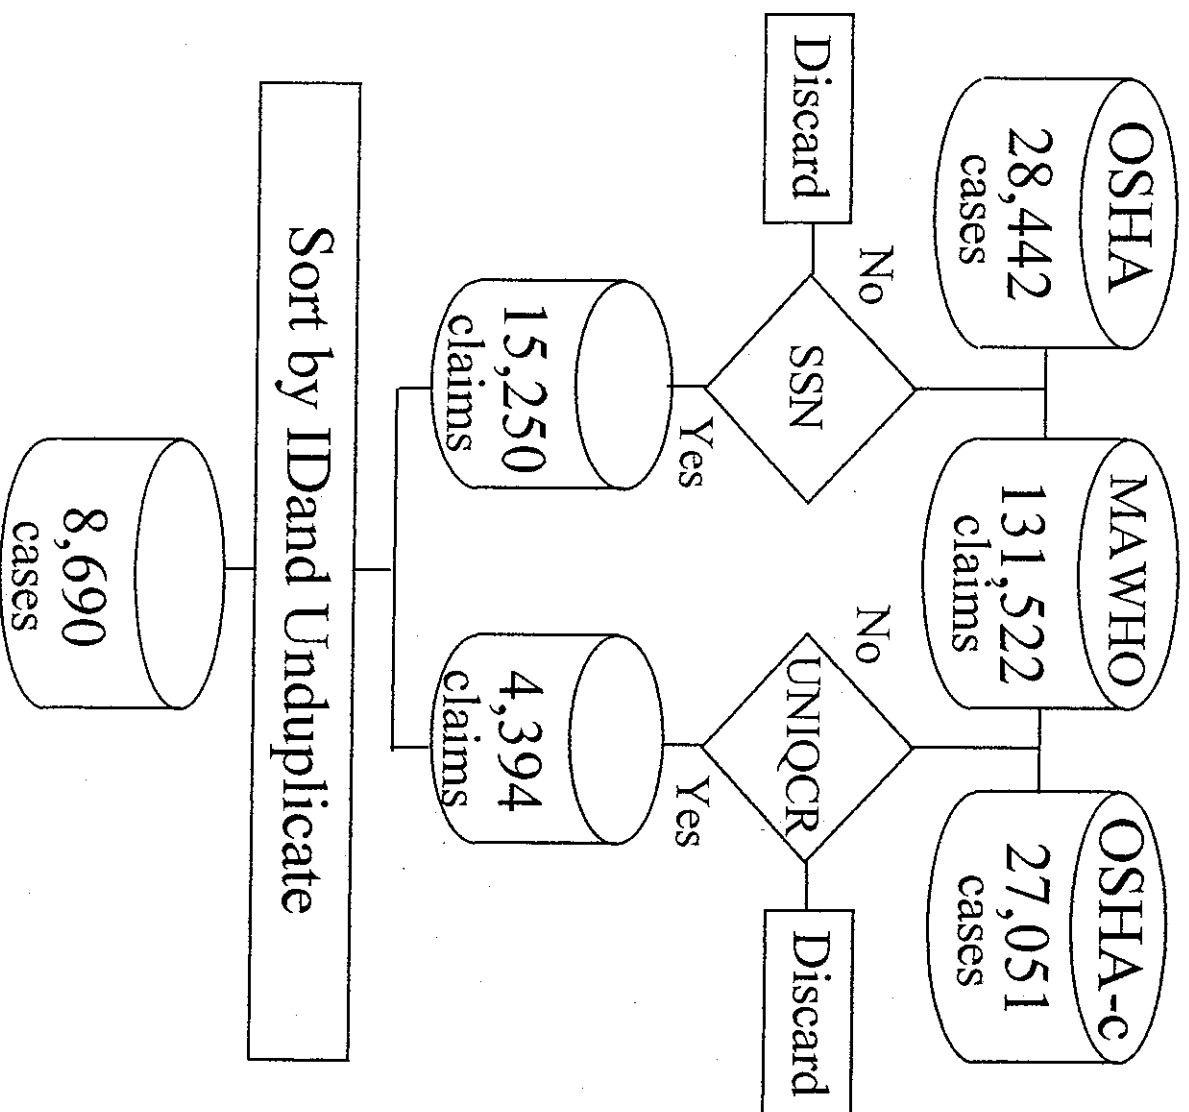 OSHA
28,442
cases
MAWHO
131,522
claims
OSHA-c
27,051
cases
No
No
Discard
SSN
UNIQCR
Discard
Yes
Yes
15,250
claims
4,394
claims
Sort by IDand Unduplicate
8,690
cases